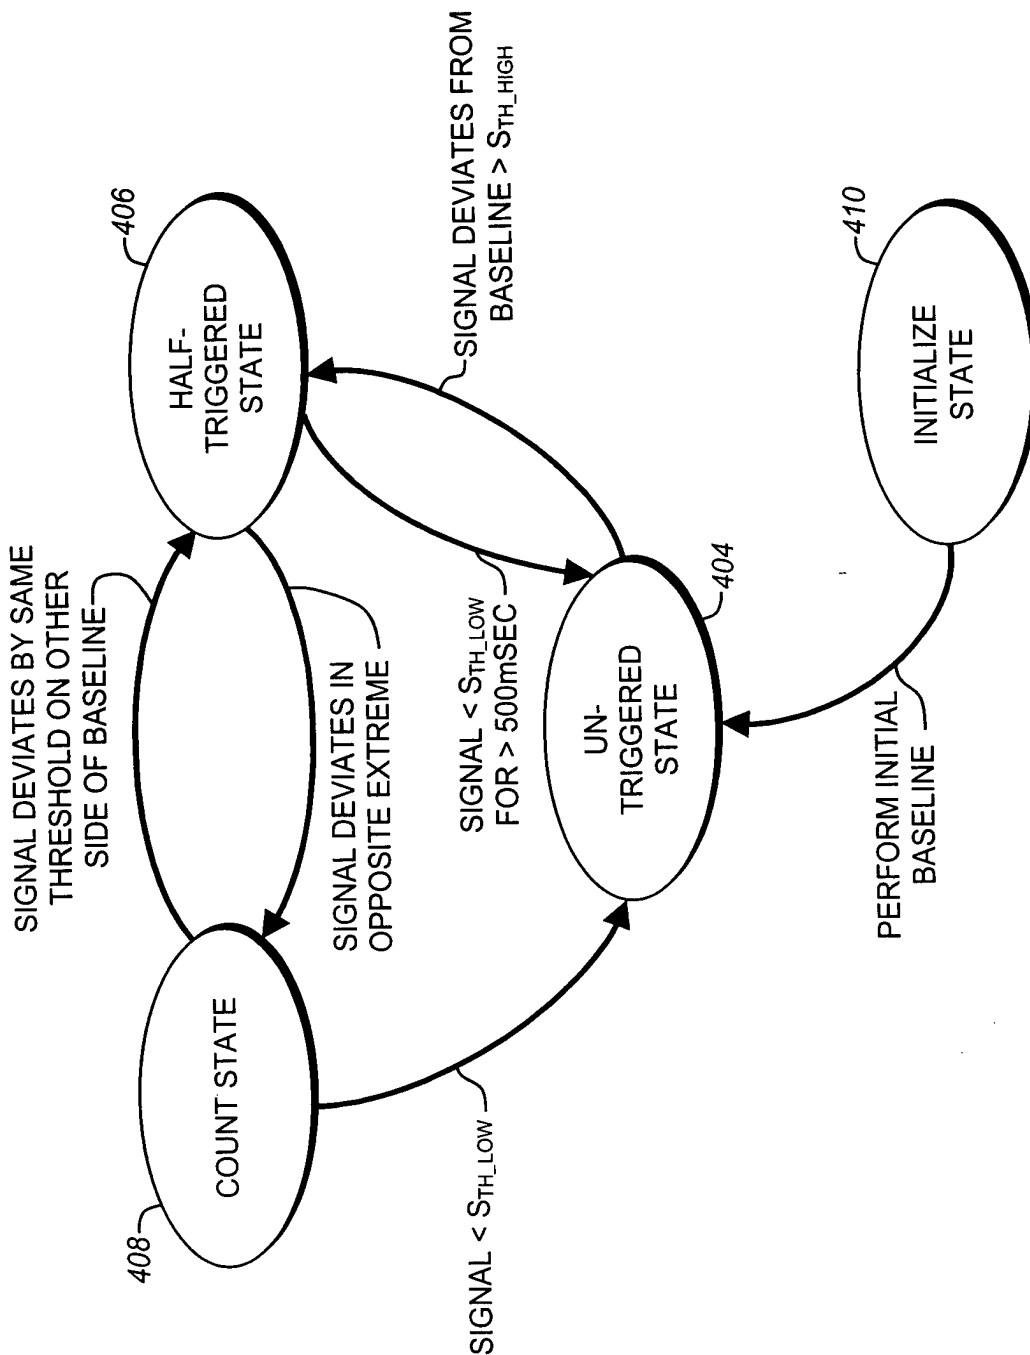 SIGNAL DEVIATES BY SAME
THRESHOLD ON OTHER
SIDE OF BASELINE
408
COUNT STATE
406
HALF-
TRIGGERED
STATE
SIGNAL DEVIATES IN
OPPOSITE EXTREME
SIGNAL DEVIATES FROM
BASELINE > STH_HIGH
SIGNAL < STH_LOW
FOR > 500mSEC
SIGNAL < STH_LOW
UN-
TRIGGERED
STATE
404
PERFORM INITIAL
BASELINE
410
INITIALIZE
STATE